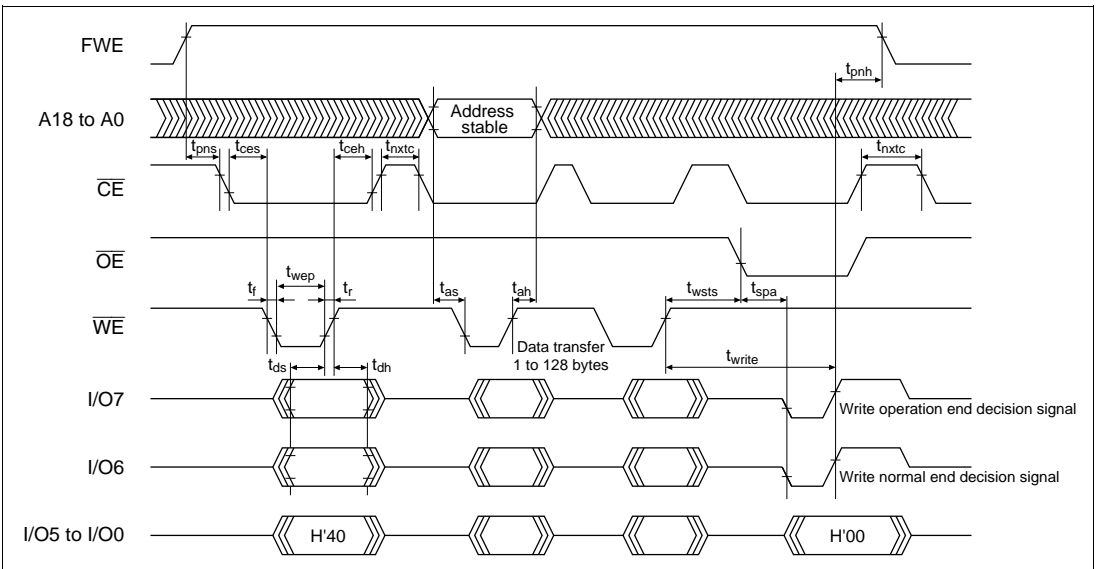 FWE
t_pnh
A18 to A0
Address
stable
t_pns
t_ces
t_ceh
t_nxtc
t_nxtc
CE
OE
t_wep
t_f
t_r
t_as
t_ah
t_wsts
t_spa
WE
Data transfer
1 to 128 bytes
t_write
t_ds
t_dh
I/O7
Write operation end decision signal
I/O6
Write normal end decision signal
I/O5 to I/O0
H'40
H'00